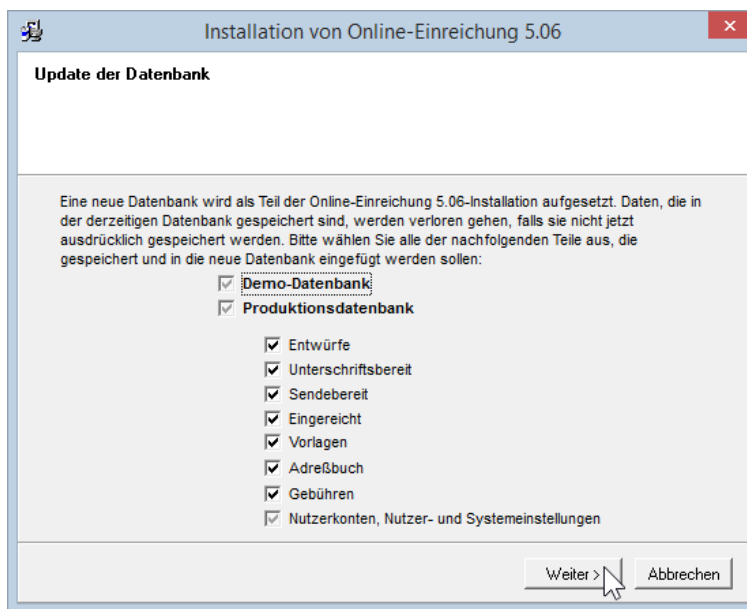 Installation von Online-Einreichung 5.06
Update der Datenbank
Eine neue Datenbank wird als Teil der Online-Einreichung 5.06-Installation aufgesetzt. Daten, die in
der derzeitigen Datenbank gespeichert sind, werden verloren gehen, falls sie nicht jetzt
ausdrücklich gespeichert werden. Bitte wählen Sie alle der nachfolgenden Teile aus, die
gespeichert und in die neue Datenbank eingefügt werden sollen:
Demo-Datenbank
Produktionsdatenbank
Entwürfe
Unterschriftsbereit
Sendebereit
Eingereicht
Vorlagen
Adreßbuch
Gebühren
Nutzerkonten, Nutzer- und Systemeinstellungen
Weiter > Abbrechen